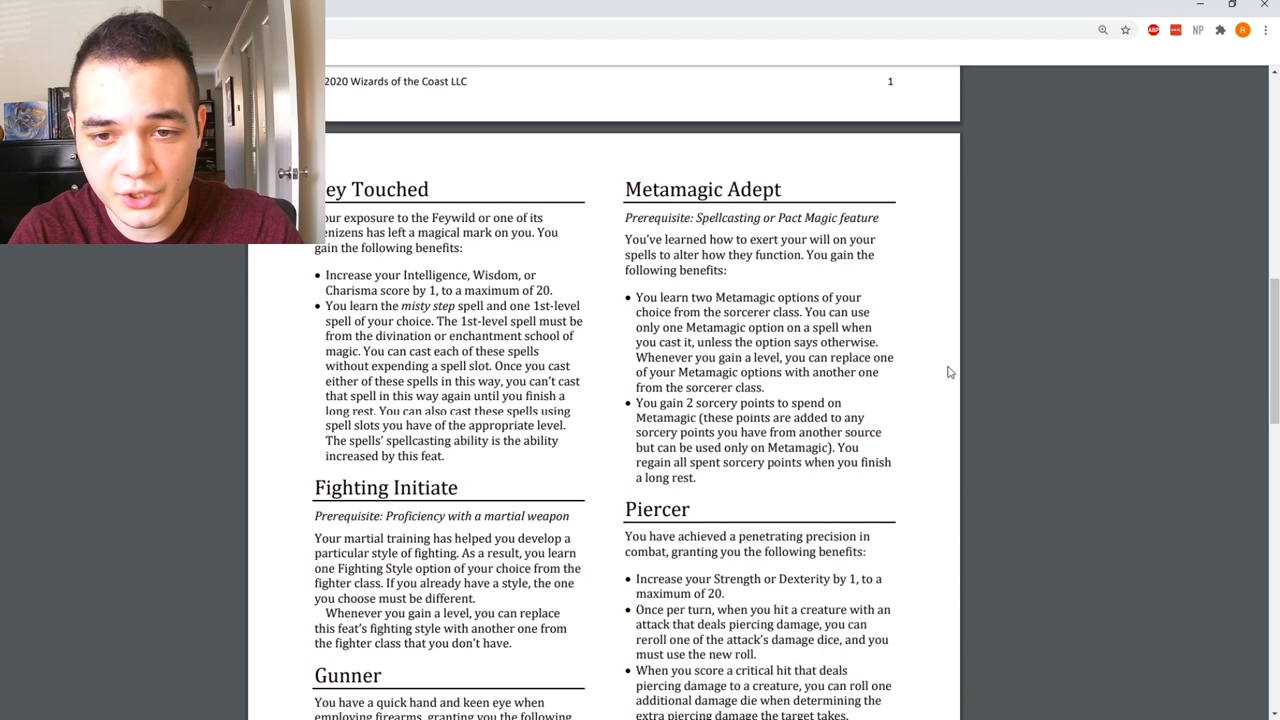 ABP
NP
R
2020 Wizards of the Coast LLC
1
ey Touched
our exposure to the Feywild or one of its
enizens has left a magical mark on you. You
gain the following benefits:
• Increase your Intelligence, Wisdom, or
Charisma score by 1, to a maximum of 20.
• You learn the misty step spell and one 1st-level
spell of your choice. The 1st-level spell must be
from the divination or enchantment school of
magic. You can cast each of these spells
without expending a spell slot. Once you cast
either of these spells in this way, you can't cast
that spell in this way again until you finish a
long rest. You can also cast these spells using
spell slots you have of the appropriate level.
The spells' spellcasting ability is the ability
increased by this feat.
Fighting Initiate
Prerequisite: Proficiency with a martial weapon
Your martial training has helped you develop a
particular style of fighting. As a result, you learn
one Fighting Style option of your choice from the
fighter class. If you already have a style, the one
you choose must be different.
Whenever you gain a level, you can replace
this feat's fighting style with another one from
the fighter class that you don't have.
Gunner
You have a quick hand and keen eye when
employing firearms, granting you the following
Metamagic Adept
Prerequisite: Spellcasting or Pact Magic feature
You've learned how to exert your will on your
spells to alter how they function. You gain the
following benefits:
• You learn two Metamagic options of your
choice from the sorcerer class. You can use
only one Metamagic option on a spell when
you cast it, unless the option says otherwise.
Whenever you gain a level, you can replace one
of your Metamagic options with another one
from the sorcerer class.
• You gain 2 sorcery points to spend on
Metamagic (these points are added to any
sorcery points you have from another source
but can be used only on Metamagic). You
regain all spent sorcery points when you finish
a long rest.
Piercer
You have achieved a penetrating precision in
combat, granting you the following benefits:
• Increase your Strength or Dexterity by 1, to a
maximum of 20.
• Once per turn, when you hit a creature with an
attack that deals piercing damage, you can
reroll one of the attack's damage dice, and you
must use the new roll.
• When you score a critical hit that deals
piercing damage to a creature, you can roll one
additional damage die when determining the
extra piercing damage the target takes.